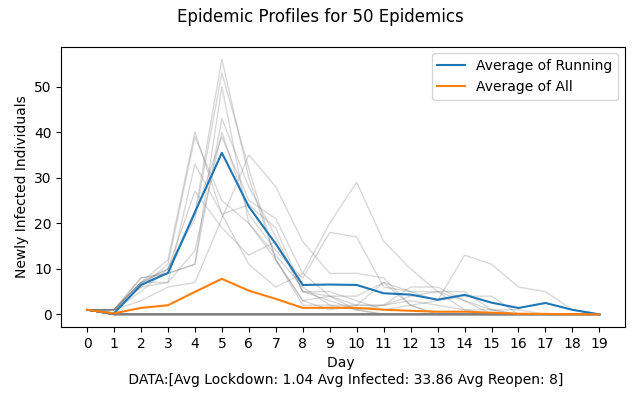 Epidemic Profiles for 50 Epidemics
Newly Infected Individuals
50
40
30
20
10
0
Average of Running
Average of All
0 1 2 3 4 5 6 7 8 9 10 11 12 13 14 15 16 17 18 19
Day
DATA:[Avg Lockdown: 1.04 Avg Infected: 33.86 Avg Reopen: 8]